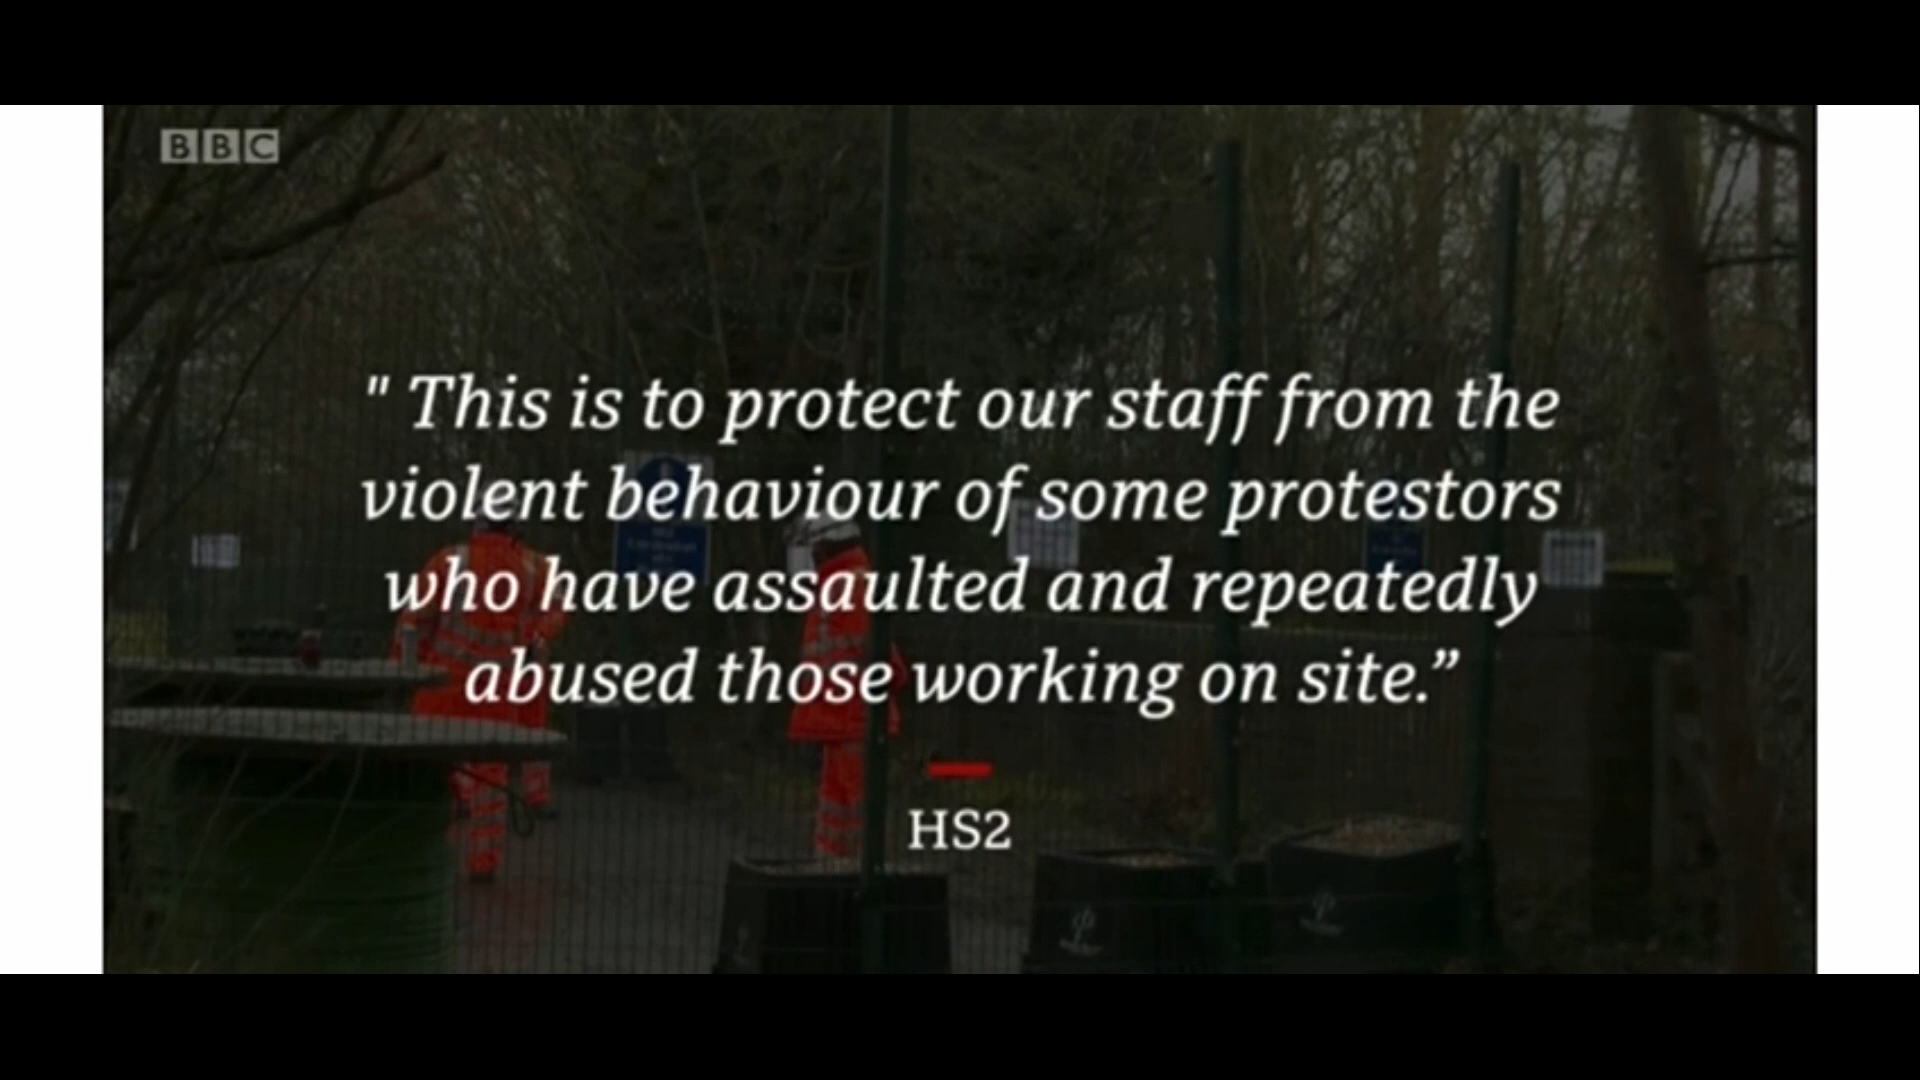 BBC
" This is to protect our staff from the
violent behaviour of some protestors
who have assaulted and repeatedly
abused those working on site.”
HS2